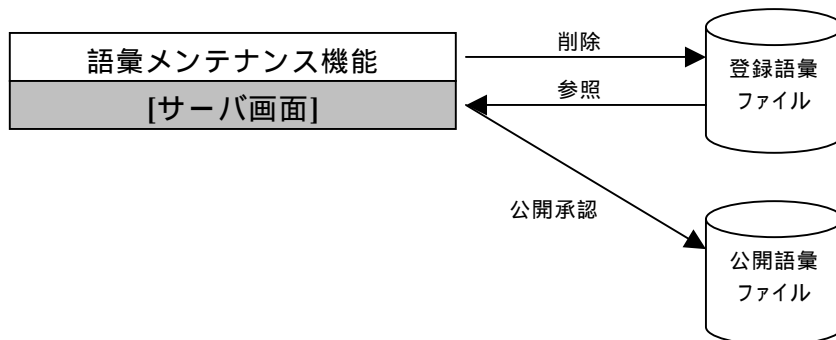 語彙メンテナンス機能
[サーバ画面]
削除
参照
公開承認
登録語彙
ファイル
公開語彙
ファイル